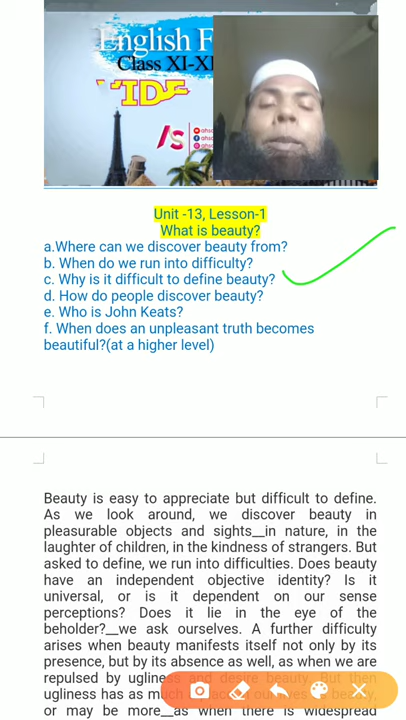 English F
Class XI-XI
VIDE
/s
Unit -13, Lesson-1
What is beauty?
a.Where can we discover beauty from?
b. When do we run into difficulty?
c. Why is it difficult to define beauty?
d. How do people discover beauty?
e. Who is John Keats?
f. When does an unpleasant truth becomes
beautiful?(at a higher level)
Beauty is easy to appreciate but difficult to define.
As we look around, we discover beauty in
pleasurable objects and sights__in nature, in the
laughter of children, in the kindness of strangers. But
asked to define, we run into difficulties. Does beauty
have an independent objective identity? Is it
universal, or is it dependent on our sense
perceptions? Does it lie in the eye of the
beholder?__we ask ourselves. A further difficulty
arises when beauty manifests itself not only by its
presence, but by its absence as well, as when we are
repulsed by ugliness and desire beauty. But then
ugliness has as much
or may be more__as when there is widespread